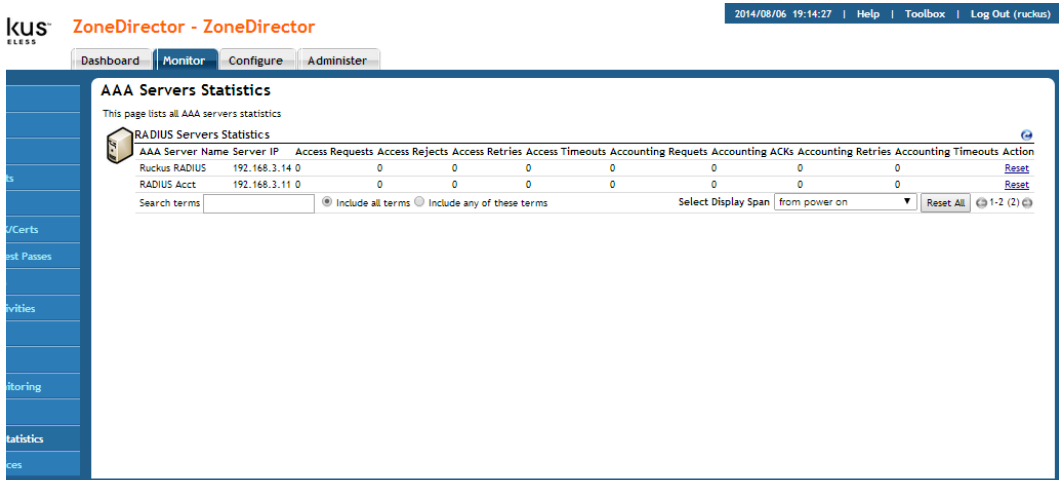 2014/08/06 19:14:27 | Help | Toolbox | Log Out (ruckus)
kus ZoneDirector - ZoneDirector
ELESS
Dashboard Monitor Configure Administer
AAA Servers Statistics
This page lists all AAA servers statistics
RADIUS Servers Statistics
AAA Server Name Server IP Access Requests Access Rejects Access Retries Access Timeouts Accounting Requets Accounting ACKs Accounting Retries Accounting Timeouts Action
Ruckus RADIUS 192.168.3.14 0 0 0 0 0 0 0 0 Reset
RADIUS Acct 192.168.3.11 0 0 0 0 0 0 0 0 Reset
Search terms Include all terms Include any of these terms Select Display Span from power on Reset All 1-2 (2)
ts
/Certs
est Passes
ivities
nitoring
tatistics
ces